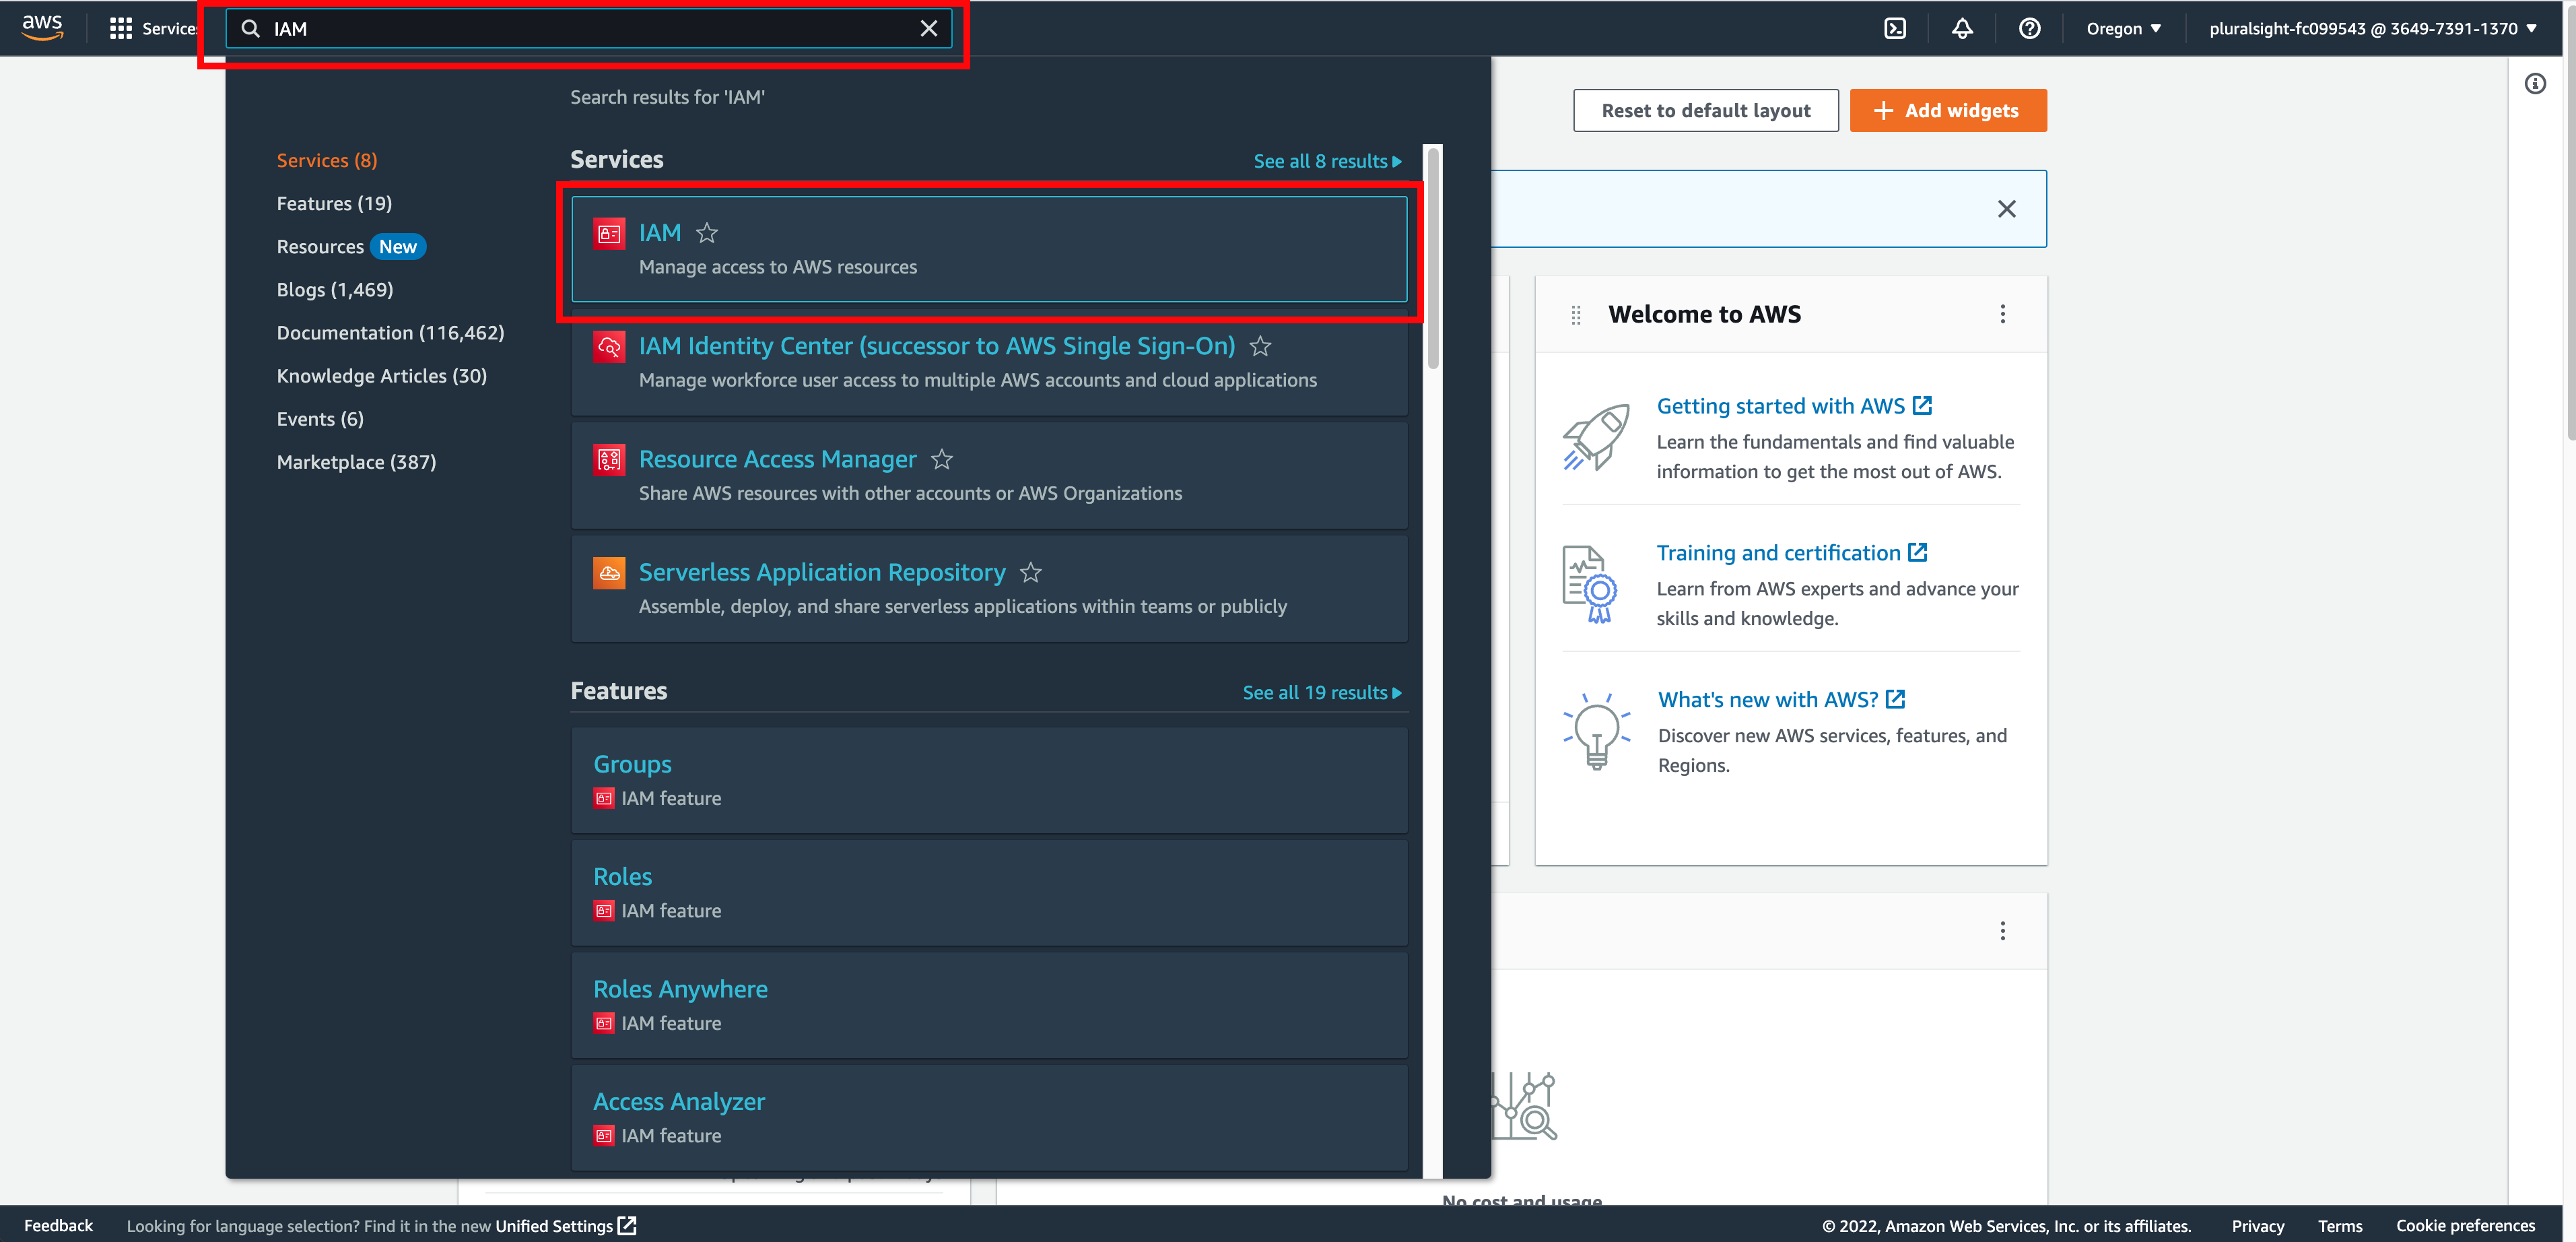 aws
Services
IAM
Oregon
pluralsight-fc099543 @ 3649-7391-1370
Search results for 'IAM'
Reset to default layout
Add widgets
Services (8)
Features (19)
Resources New
Blogs (1,469)
Documentation (116,462)
Knowledge Articles (30)
Events (6)
Marketplace (387)
Services
See all 8 results
IAM
Manage access to AWS resources
IAM Identity Center (successor to AWS Single Sign-On)
Manage workforce user access to multiple AWS accounts and cloud applications
Resource Access Manager
Share AWS resources with other accounts or AWS Organizations
Serverless Application Repository
Assemble, deploy, and share serverless applications within teams or publicly
Features
See all 19 results
Groups
IAM feature
Roles
IAM feature
Roles Anywhere
IAM feature
Access Analyzer
IAM feature
Welcome to AWS
Getting started with AWS
Learn the fundamentals and find valuable
information to get the most out of AWS.
Training and certification
Learn from AWS experts and advance your
skills and knowledge.
What's new with AWS?
Discover new AWS services, features, and
Regions.
No cost and usage
Feedback
Looking for language selection? Find it in the new Unified Settings
© 2022, Amazon Web Services, Inc. or its affiliates.
Privacy
Terms
Cookie preferences